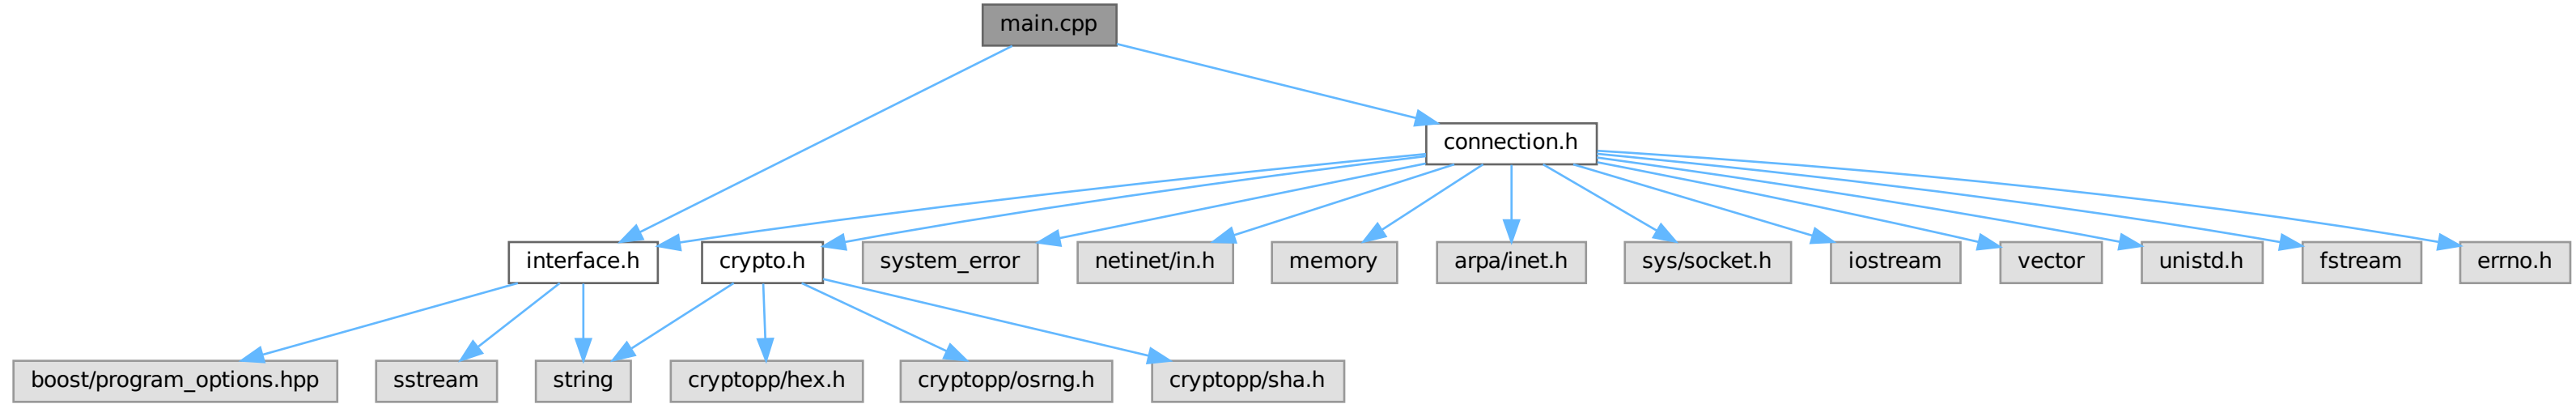 main.cpp
connection.h
interface.h
crypto.h
system_error
netinet/in.h
memory
arpa/inet.h
sys/socket.h
iostream
vector
unistd.h
fstream
errno.h
boost/program_options.hpp
sstream
string
cryptopp/hex.h
cryptopp/osrng.h
cryptopp/sha.h